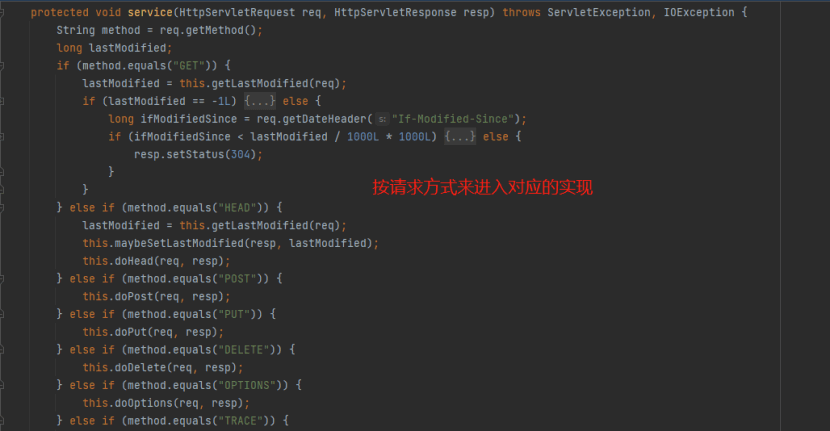 protected void service(HttpServletRequest req, HttpServletResponse resp) throws ServletException, IOException {
String method = req.getMethod();
long lastModified;
if (method.equals("GET")) {
lastModified = this.getLastModified(req);
if (lastModified == -1L) {...} else {
long ifModifiedSince = req.getDateHeader( s: "If-Modified-Since");
if (ifModifiedSince < lastModified / 1000L * 1000L) {...} else {
resp.setStatus(304);
}
}
按请求方式来进入对应的实现
} else if (method.equals("HEAD")) {
lastModified = this.getLastModified(req);
this.maybeSetLastModified(resp, lastModified);
this.doHead(req, resp);
} else if (method.equals("POST")) {
this.doPost(req, resp);
} else if (method.equals("PUT")) {
this.doPut(req, resp);
} else if (method.equals("DELETE")) {
this.doDelete(req, resp);
} else if (method.equals("OPTIONS")) {
this.doOptions(req, resp);
} else if (method.equals("TRACE")) {